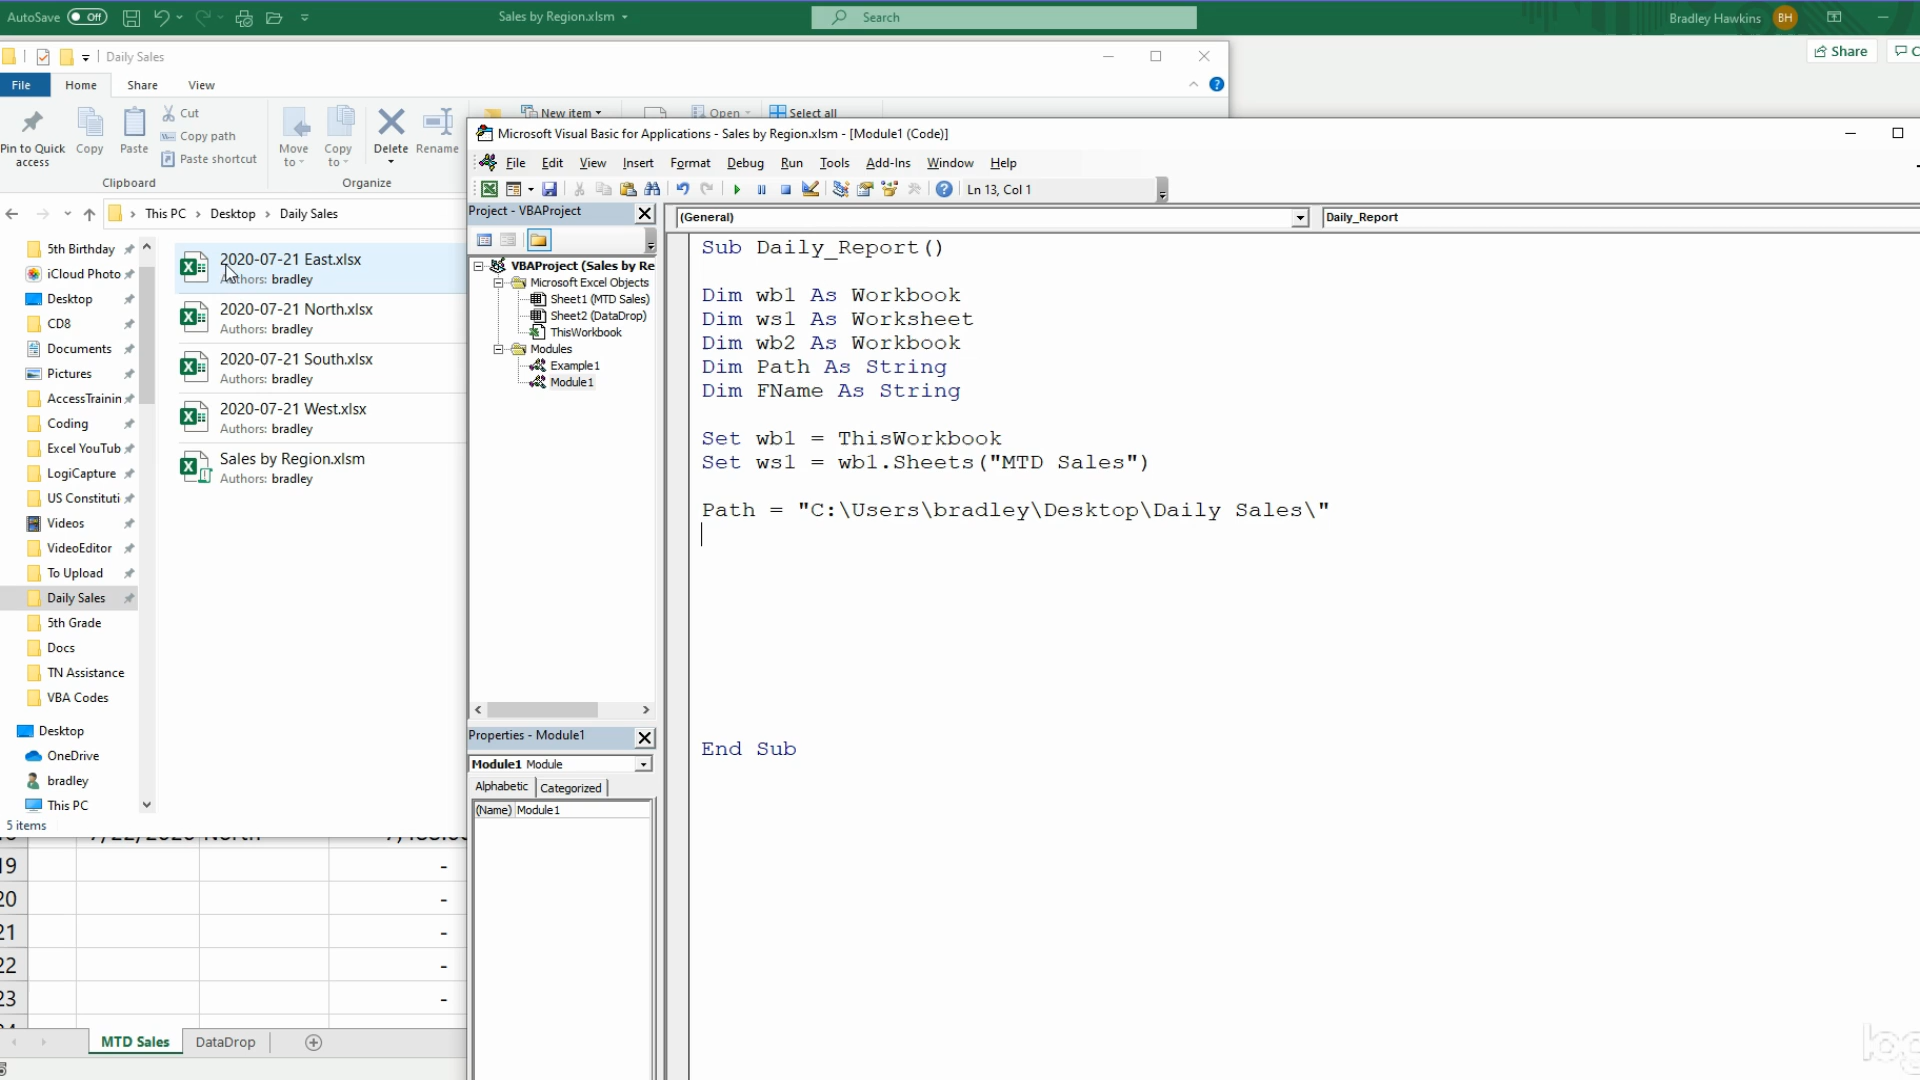 AutoSave Off
Sales by Region.xlsm
Search
Bradley Hawkins BH
Share
Daily Sales
File Home Share View
Pin to Quick access
Copy
Paste
Cut
Copy path
Paste shortcut
Clipboard
Move to
Copy to
Delete
Rename
Organize
New item
Open
Select all
This PC > Desktop > Daily Sales
5th Birthday
iCloud Photo
Desktop
CD8
Documents
Pictures
AccessTrainin
Coding
Excel YouTub
LogiCapture
US Constituti
Videos
VideoEditor
To Upload
Daily Sales
5th Grade
Docs
TN Assistance
VBA Codes
Desktop
OneDrive
bradley
This PC
5 items
2020-07-21 East.xlsx
Authors: bradley
2020-07-21 North.xlsx
Authors: bradley
2020-07-21 South.xlsx
Authors: bradley
2020-07-21 West.xlsx
Authors: bradley
Sales by Region.xlsm
Authors: bradley
Microsoft Visual Basic for Applications - Sales by Region.xlsm - [Module1 (Code)]
File Edit View Insert Format Debug Run Tools Add-Ins Window Help
Ln 13, Col 1
Project - VBAProject
VBAProject (Sales by Re
Microsoft Excel Objects
Sheet1 (MTD Sales)
Sheet2 (DataDrop)
ThisWorkbook
Modules
Example1
Module1
Properties - Module1
Module1 Module
Alphabetic Categorized
(Name) Module1
(General)
Daily_Report
Sub Daily_Report()
Dim wb1 As Workbook
Dim ws1 As Worksheet
Dim wb2 As Workbook
Dim Path As String
Dim FName As String
Set wb1 = ThisWorkbook
Set ws1 = wb1.Sheets("MTD Sales")
Path = "C:\Users\bradley\Desktop\Daily Sales\"
End Sub
19 -
20 -
21 -
22 -
23 -
MTD Sales DataDrop